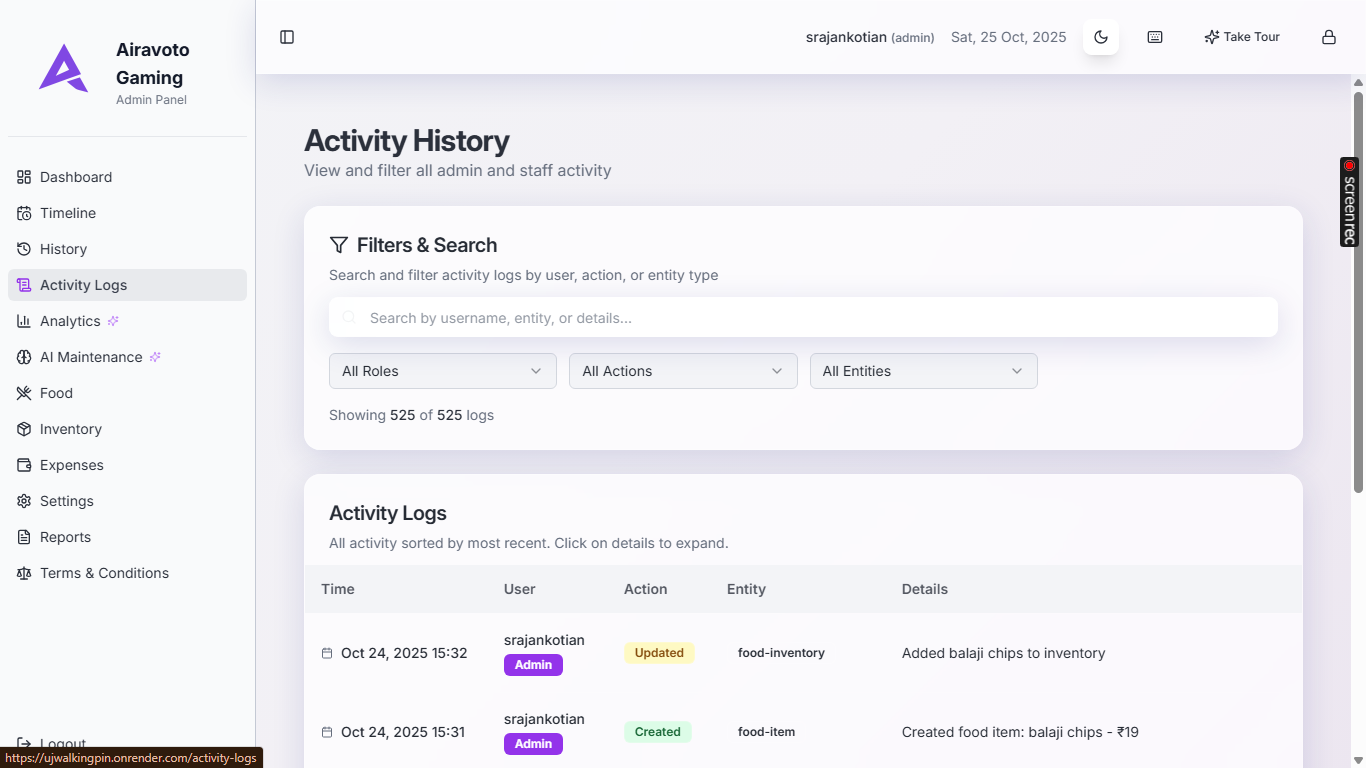 Airavoto
Gaming
Admin Panel
Dashboard
Timeline
History
Activity Logs
Analytics
AI Maintenance
Food
Inventory
Expenses
Settings
Reports
Terms & Conditions
Logout
https://ujwalkingpin.onrender.com/activity-logs
srajankotian (admin) Sat, 25 Oct, 2025 Take Tour
Activity History
View and filter all admin and staff activity
Filters & Search
Search and filter activity logs by user, action, or entity type
Search by username, entity, or details...
All Roles All Actions All Entities
Showing 525 of 525 logs
Activity Logs
All activity sorted by most recent. Click on details to expand.
Time User Action Entity Details
Oct 24, 2025 15:32 srajankotian Admin Updated food-inventory Added balaji chips to inventory
Oct 24, 2025 15:31 srajankotian Admin Created food-item Created food item: balaji chips - ₹19
screenrec